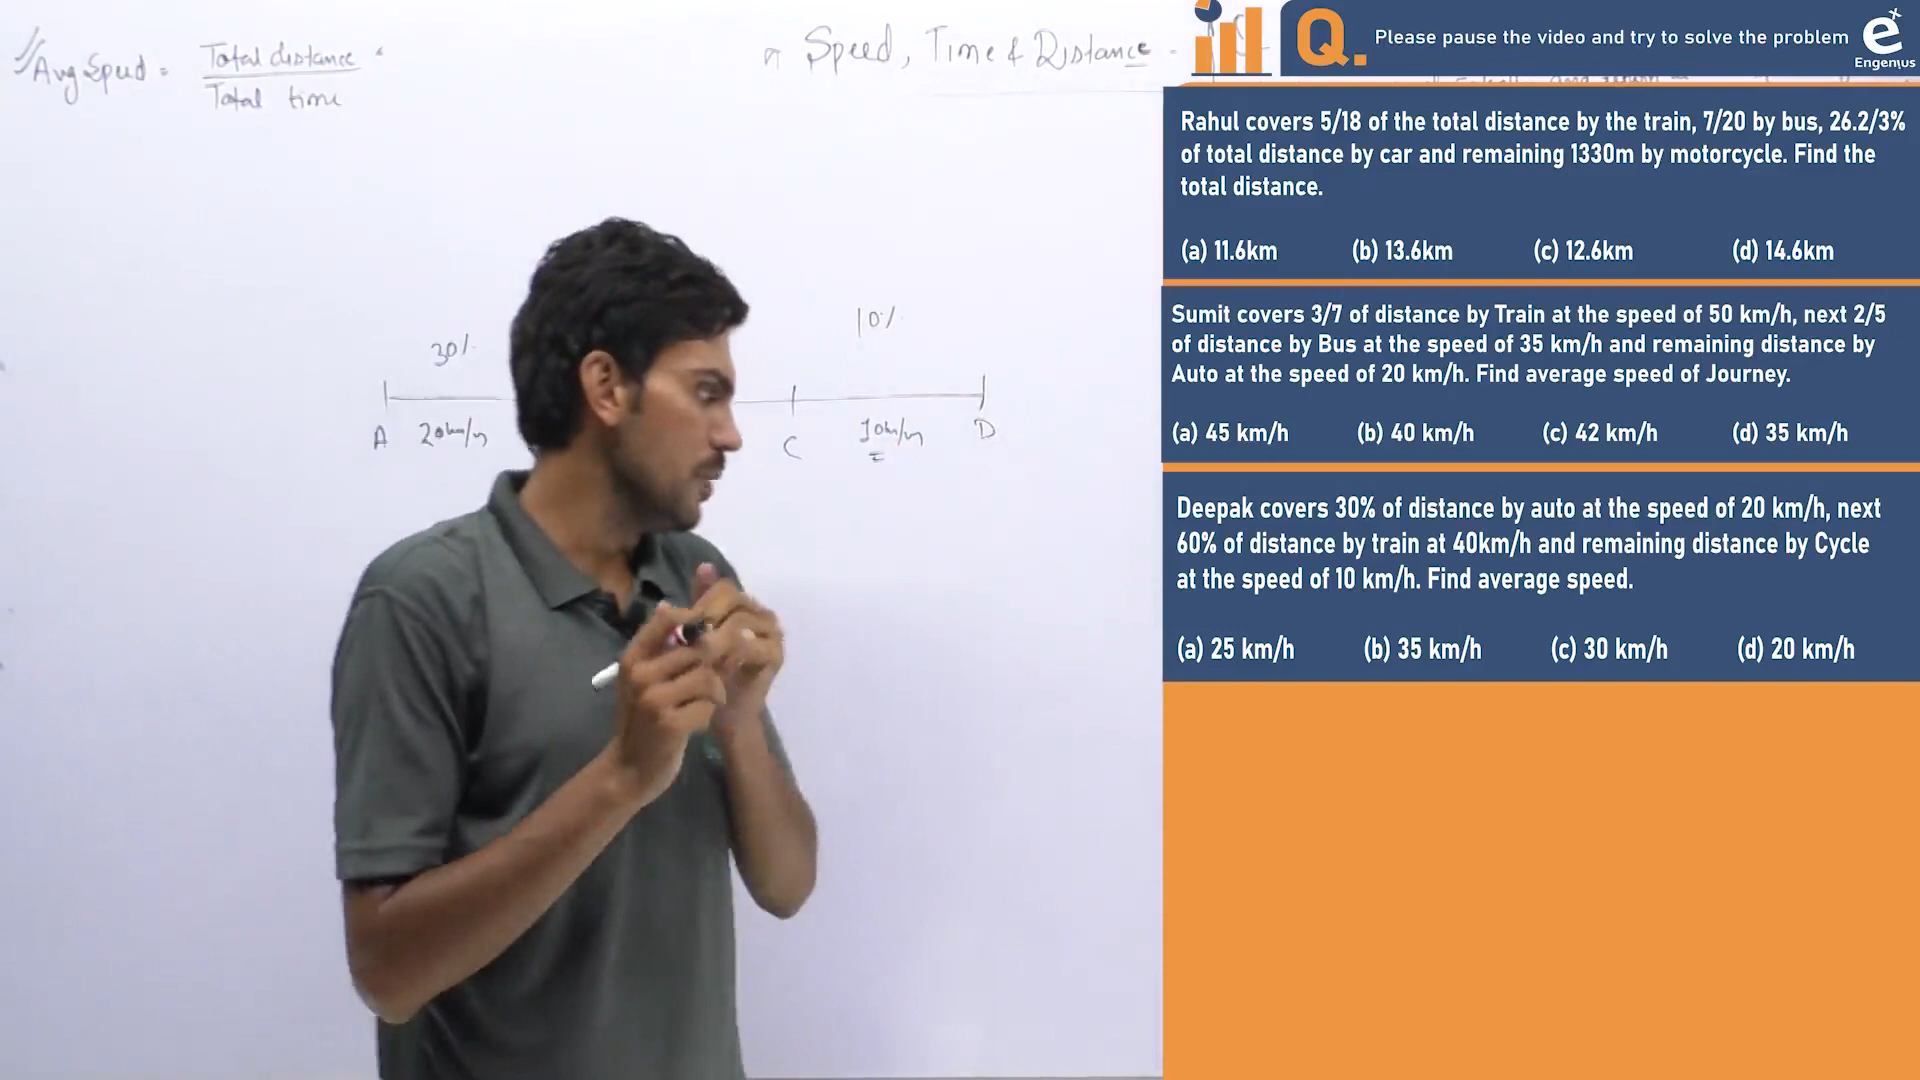 Avg Speed = Total distance
Total time
Speed, Time & Distance
Q. Please pause the video and try to solve the problem
ex
Engenius
Rahul covers 5/18 of the total distance by the train, 7/20 by bus, 26.2/3%
of total distance by car and remaining 1330m by motorcycle. Find the
total distance.
(a) 11.6km (b) 13.6km (c) 12.6km (d) 14.6km
Sumit covers 3/7 of distance by Train at the speed of 50 km/h, next 2/5
of distance by Bus at the speed of 35 km/h and remaining distance by
Auto at the speed of 20 km/h. Find average speed of Journey.
(a) 45 km/h (b) 40 km/h (c) 42 km/h (d) 35 km/h
Deepak covers 30% of distance by auto at the speed of 20 km/h, next
60% of distance by train at 40km/h and remaining distance by Cycle
at the speed of 10 km/h. Find average speed.
(a) 25 km/h (b) 35 km/h (c) 30 km/h (d) 20 km/h
30% 10%
A 20km/h C 10km/h D